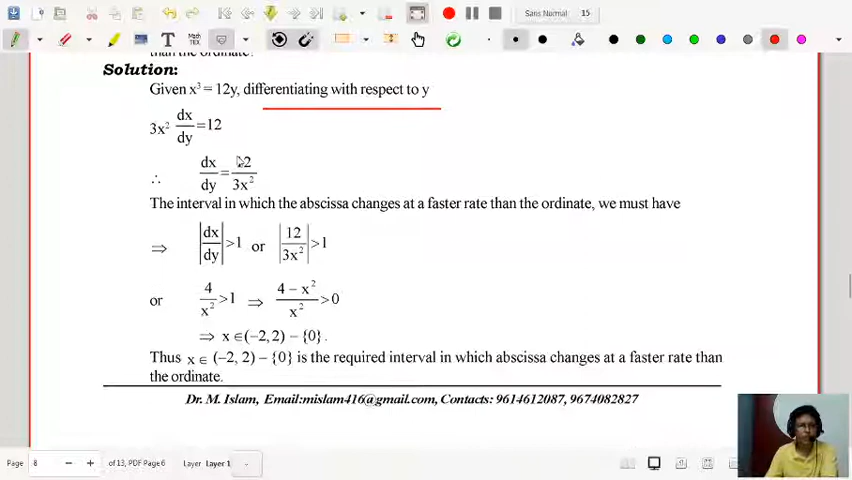 Sans Normal 15
Math TEX
than the ordinate.
Solution:
Given x³ = 12y, differentiating with respect to y
3x² dx/dy = 12
∴ dx/dy = 12/3x²
The interval in which the abscissa changes at a faster rate than the ordinate, we must have
⇒ |dx/dy| > 1 or |12/3x²| > 1
or 4/x² > 1 ⇒ 4 − x²/x² > 0
⇒ x ∈ (−2, 2) − {0}.
Thus x ∈ (−2, 2) − {0} is the required interval in which abscissa changes at a faster rate than
the ordinate.
Dr. M. Islam, Email:mislam416@gmail.com, Contacts: 9614612087, 9674082827
Page 8 of 13, PDF Page 6 Layer Layer 1